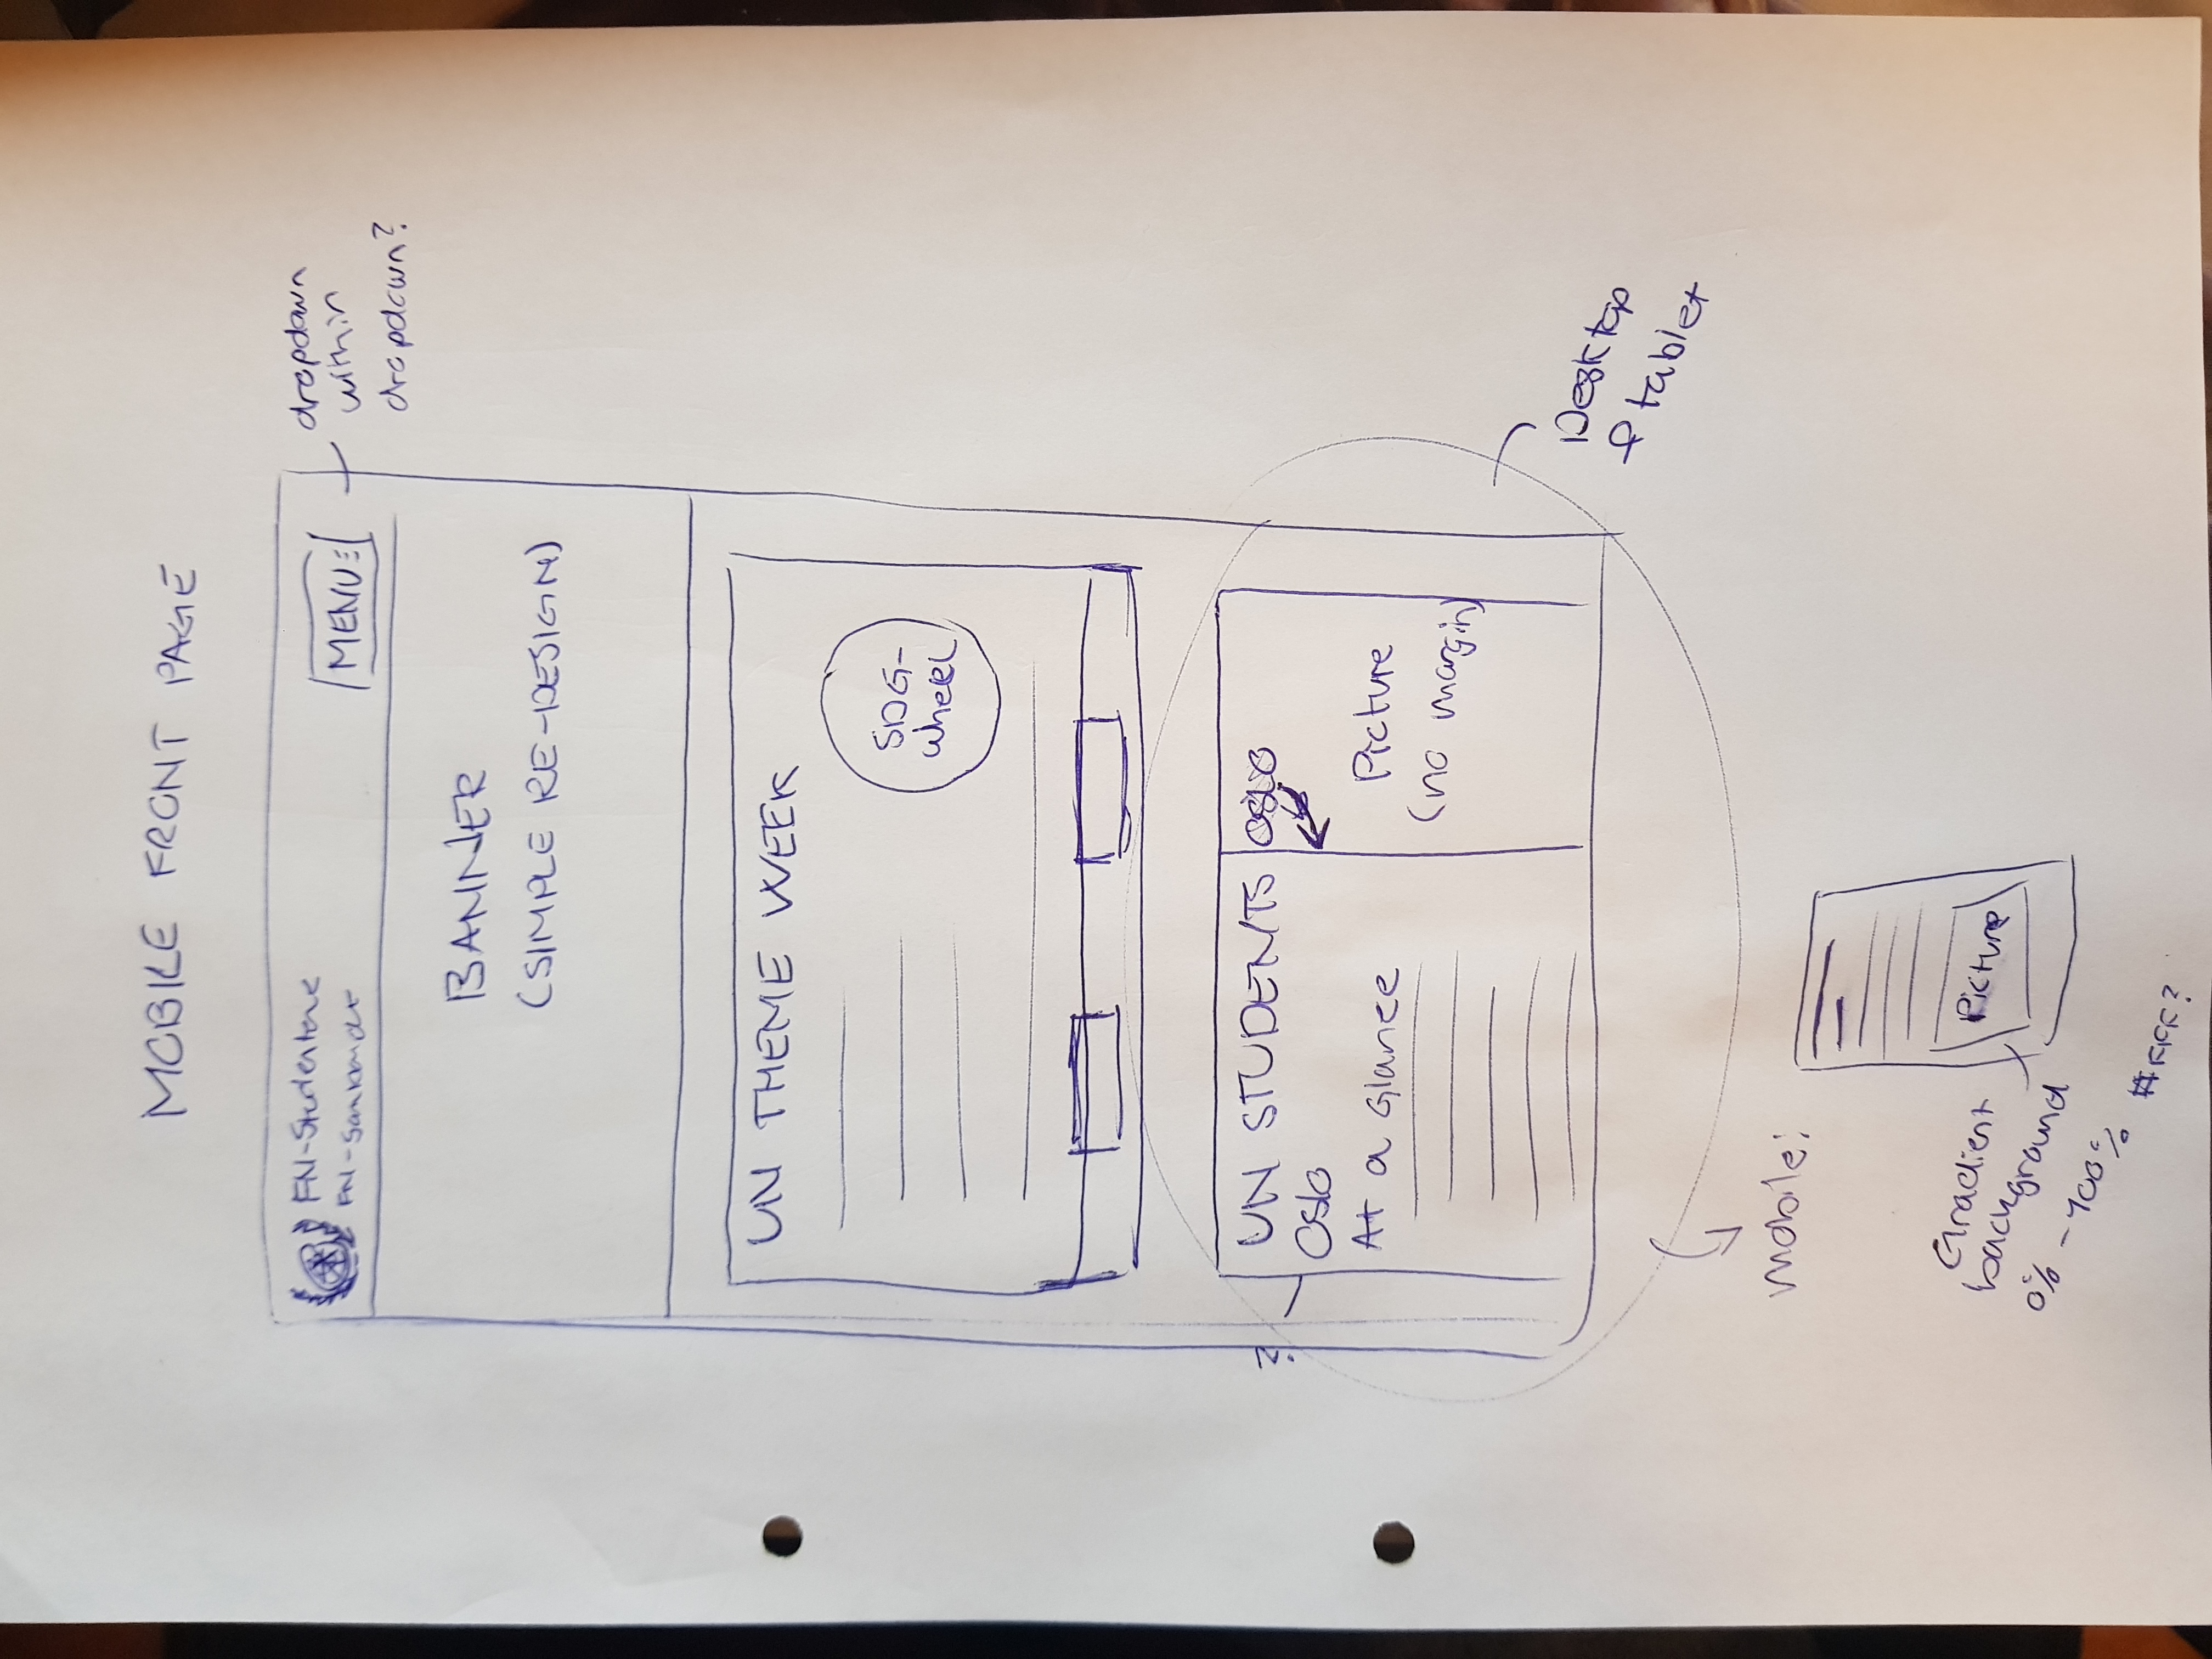 MOBILE FRONT PAGE
FN-Studentene
FN-Sambandet
MENU
dropdown
within
dropdown?
BANNER
(SIMPLE RE-DESIGN)
UN THEME WEEK
SDG-
wheel
UN STUDENTS OSLO
Oslo
At a Glance
Picture
(no margin)
?
Desktop
& tablet
Mobile:
Picture
Gradient
background
0% - 100%
#FFF?